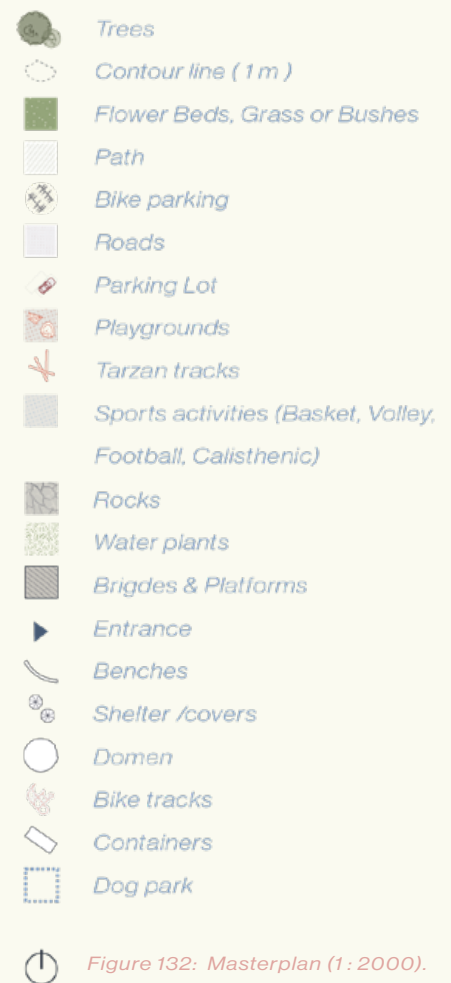 Trees
Contour line ( 1 m )
Flower Beds, Grass or Bushes
Path
Bike parking
Roads
Parking Lot
Playgrounds
Tarzan tracks
Sports activities (Basket, Volley,
Football, Calisthenic)
Rocks
Water plants
Brigdes & Platforms
Entrance
Benches
Shelter /covers
Domen
Bike tracks
Containers
Dog park
Figure 132: Masterplan (1 : 2000).